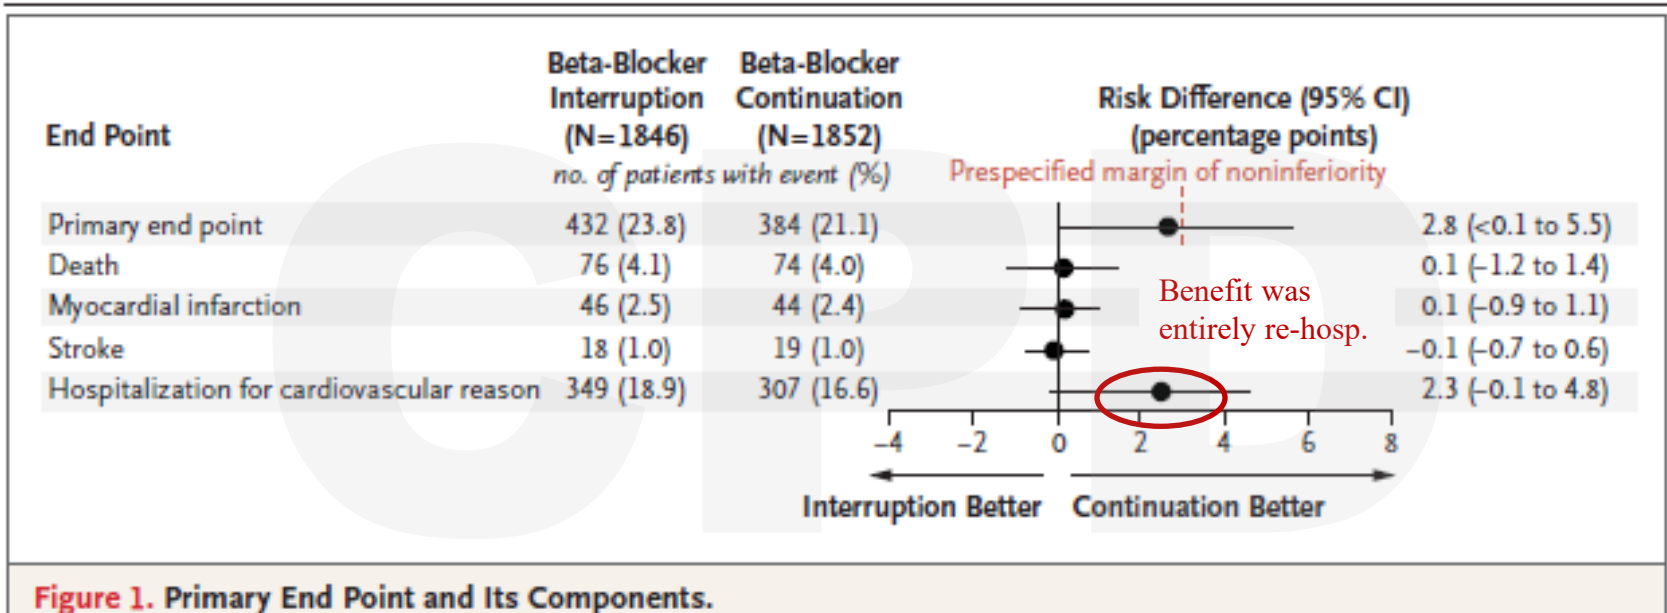 Beta-Blocker Interruption (N=1846)
Beta-Blocker Continuation (N=1852)
Risk Difference (95% CI) (percentage points)
End Point
no. of patients with event (%)
Prespecified margin of noninferiority
Primary end point 432 (23.8) 384 (21.1) 2.8 (<0.1 to 5.5)
Death 76 (4.1) 74 (4.0) 0.1 (–1.2 to 1.4)
Myocardial infarction 46 (2.5) 44 (2.4) 0.1 (–0.9 to 1.1)
Stroke 18 (1.0) 19 (1.0) –0.1 (–0.7 to 0.6)
Hospitalization for cardiovascular reason 349 (18.9) 307 (16.6) 2.3 (–0.1 to 4.8)
Benefit was
entirely re-hosp.
–4 –2 0 2 4 6 8
Interruption Better Continuation Better
Figure 1. Primary End Point and Its Components.
CPD